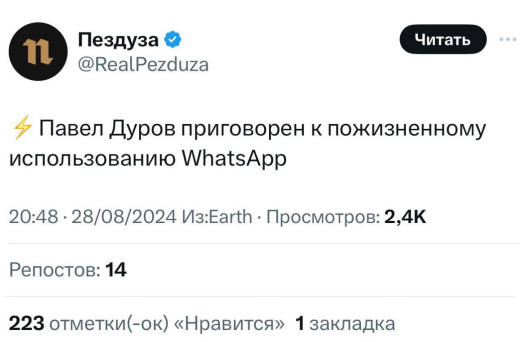 Пездуза
@RealPezduza
Читать
⚡ Павел Дуров приговорен к пожизненному
использованию WhatsApp
20:48 · 28/08/2024 Из:Earth · Просмотров: 2,4K
Репостов: 14
223 отметки(-ок) «Нравится» 1 закладка